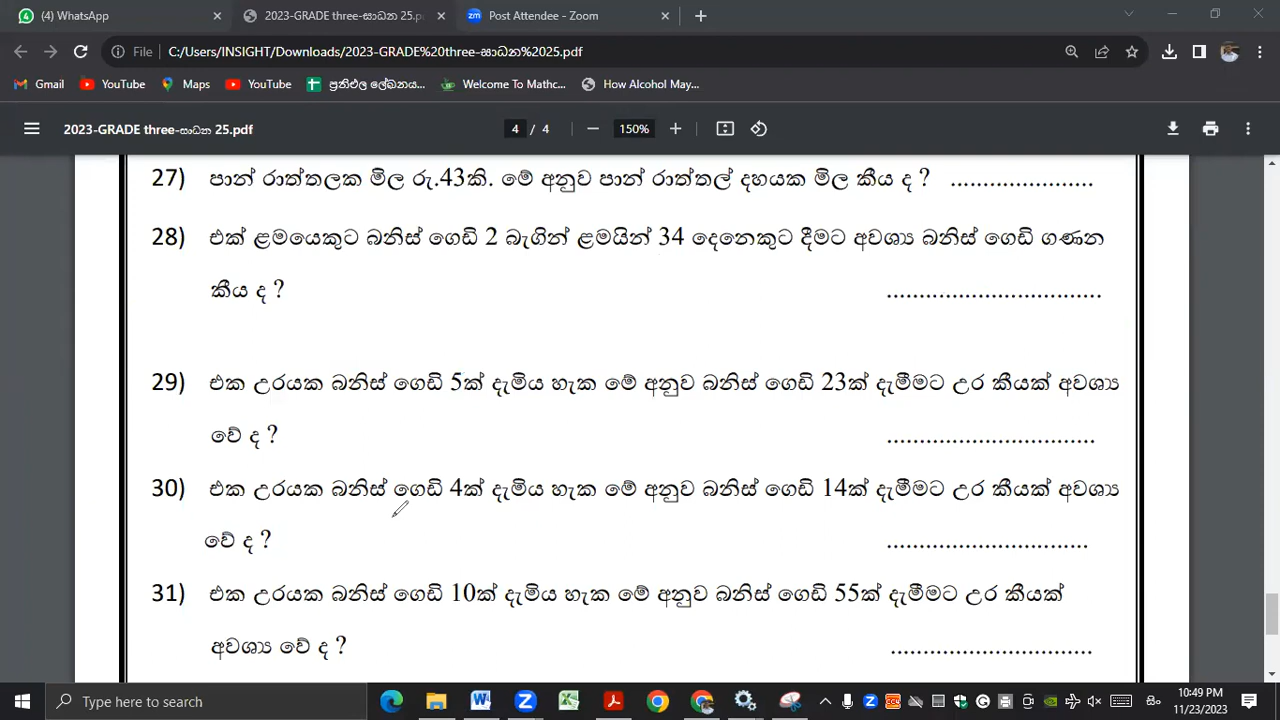 (4) WhatsApp
2023-GRADE three-සාධන 25.p
Post Attendee - Zoom
File
C:/Users/INSIGHT/Downloads/2023-GRADE%20three-සාධන%2025.pdf
Gmail
YouTube
Maps
YouTube
ප්‍රතිඵල ලේඛනය...
Welcome To Mathc...
How Alcohol May...
2023-GRADE three-සාධන 25.pdf
4 / 4
150%
27) පාන් රාත්තලක මිල රු.43කි. මේ අනුව පාන් රාත්තල් දහයක මිල කීය ද ? ......................
28) එක් ළමයෙකුට බනිස් ගෙඩි 2 බැගින් ළමයින් 34 දෙනෙකුට දීමට අවශ්‍ය බනිස් ගෙඩි ගණන
කීය ද ? .................................
29) එක උරයක බනිස් ගෙඩි 5ක් දැමිය හැක මේ අනුව බනිස් ගෙඩි 23ක් දැමීමට උර කීයක් අවශ්‍ය
වේ ද ? ................................
30) එක උරයක බනිස් ගෙඩි 4ක් දැමිය හැක මේ අනුව බනිස් ගෙඩි 14ක් දැමීමට උර කීයක් අවශ්‍ය
වේ ද ? ...............................
31) එක උරයක බනිස් ගෙඩි 10ක් දැමිය හැක මේ අනුව බනිස් ගෙඩි 55ක් දැමීමට උර කීයක්
අවශ්‍ය වේ ද ? ...............................
Type here to search
10:49 PM
11/23/2023